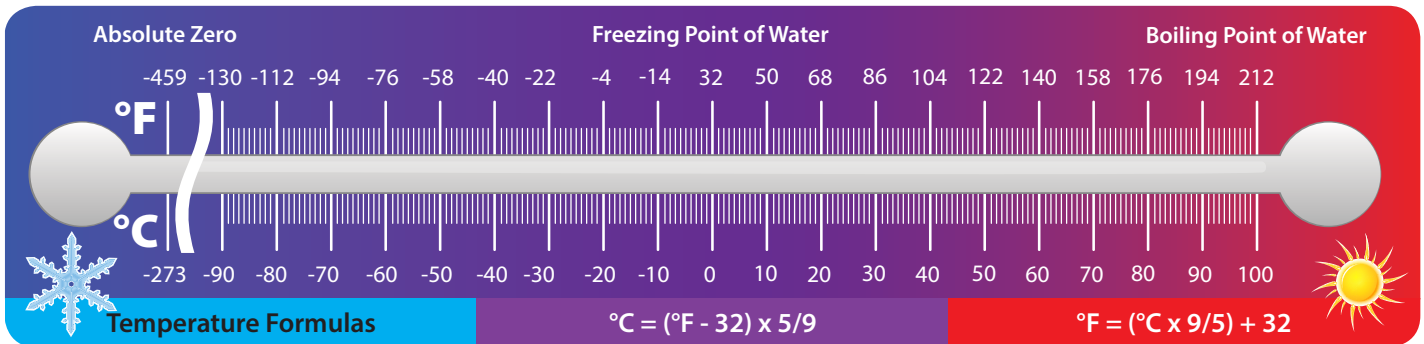 Absolute Zero Freezing Point of Water Boiling Point of Water
-459 -130 -112 -94 -76 -58 -40 -22 -4 -14 32 50 68 86 104 122 140 158 176 194 212
°F
°C
-273 -90 -80 -70 -60 -50 -40 -30 -20 -10 0 10 20 30 40 50 60 70 80 90 100
Temperature Formulas °C = (°F - 32) x 5/9 °F = (°C x 9/5) + 32